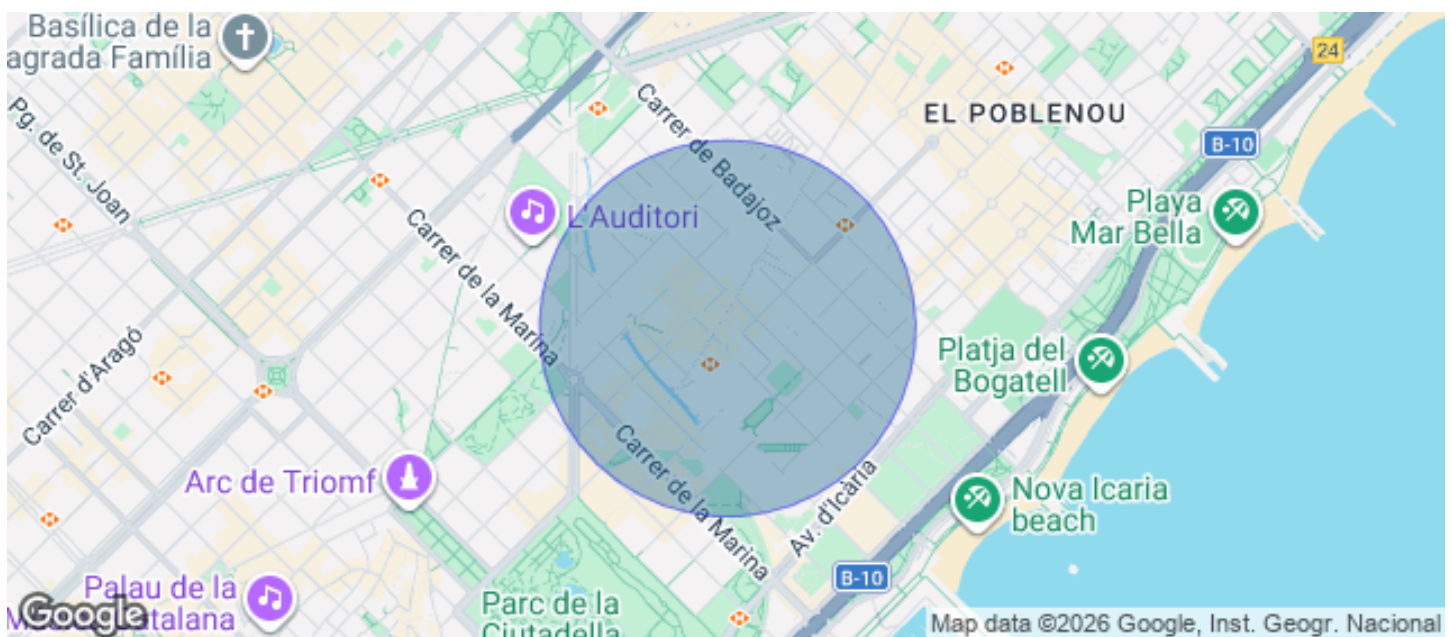 Basílica de la
agrada Família
24
Carrer de Badajoz
EL POBLENOU
B-10
Pg. de St. Joan
L'Auditori
Playa
Mar Bella
Carrer de la Marina
Carrer d'Aragó
Platja del
Bogatell
Carrer de la Marina
Arc de Triomf
Av. d'Icària
Nova Icaria
beach
B-10
Palau de la
atalana
Parc de la
Ciutadella
Google
Map data ©2026 Google, Inst. Geogr. Nacional